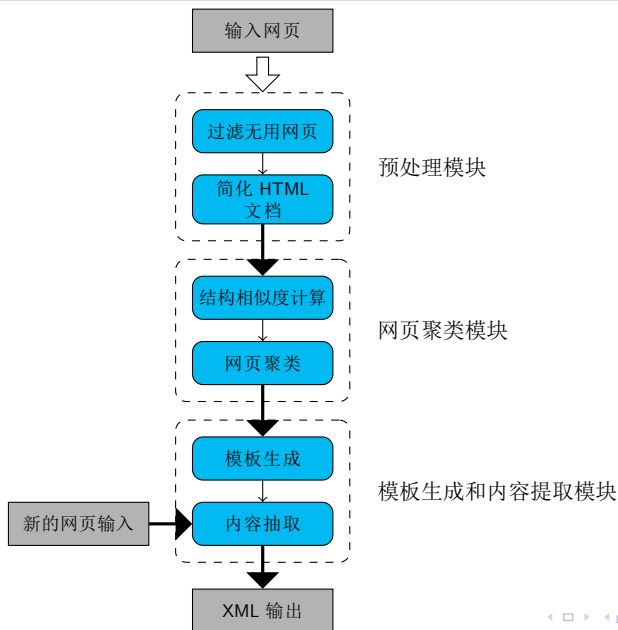 输入网页
过滤无用网页
预处理模块
简化 HTML
文档
结构相似度计算
网页聚类模块
网页聚类
模板生成
模板生成和内容提取模块
新的网页输入
内容抽取
XML 输出